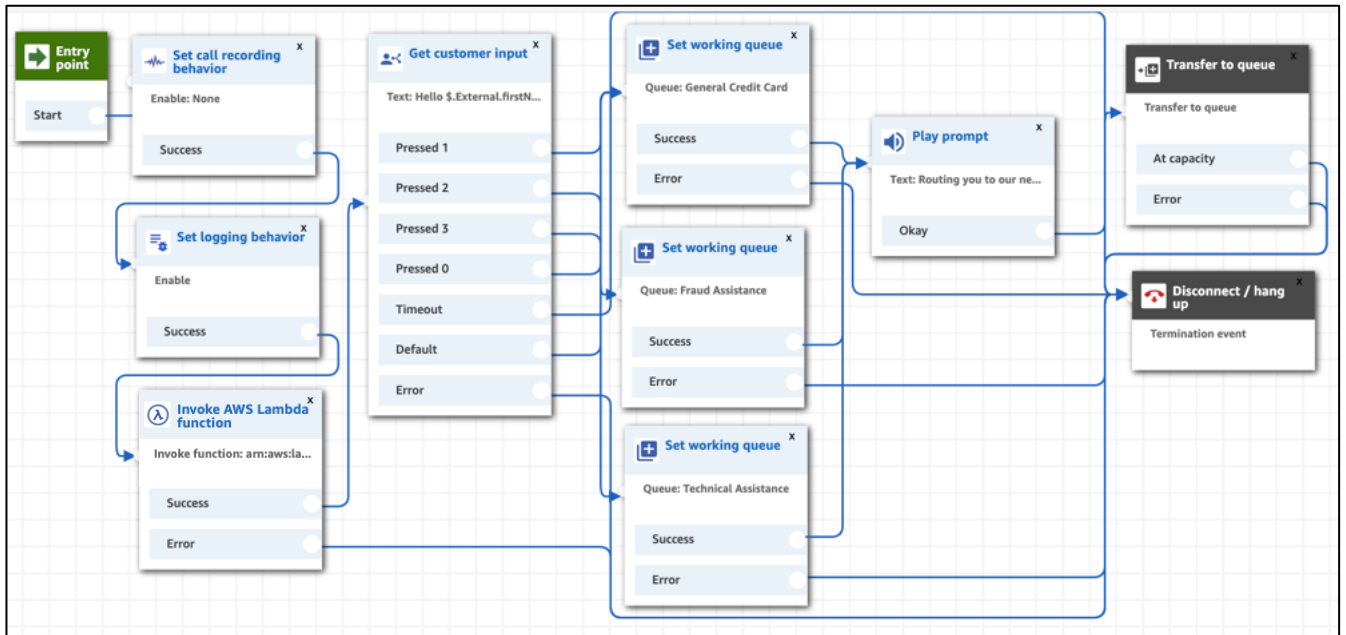 Entry
point
Start
x
Set call recording
behavior
Enable: None
Success
x
Set logging behavior
Enable
Success
x
Invoke AWS Lambda
function
Invoke function: arn:aws:la...
Success
Error
x
Get customer input
Text: Hello $.External.firstN...
Pressed 1
Pressed 2
Pressed 3
Pressed 0
Timeout
Default
Error
x
Set working queue
Queue: General Credit Card
Success
Error
x
Set working queue
Queue: Fraud Assistance
Success
Error
x
Set working queue
Queue: Technical Assistance
Success
Error
x
Play prompt
Text: Routing you to our ne...
Okay
x
Transfer to queue
Transfer to queue
At capacity
Error
x
Disconnect / hang
up
Termination event